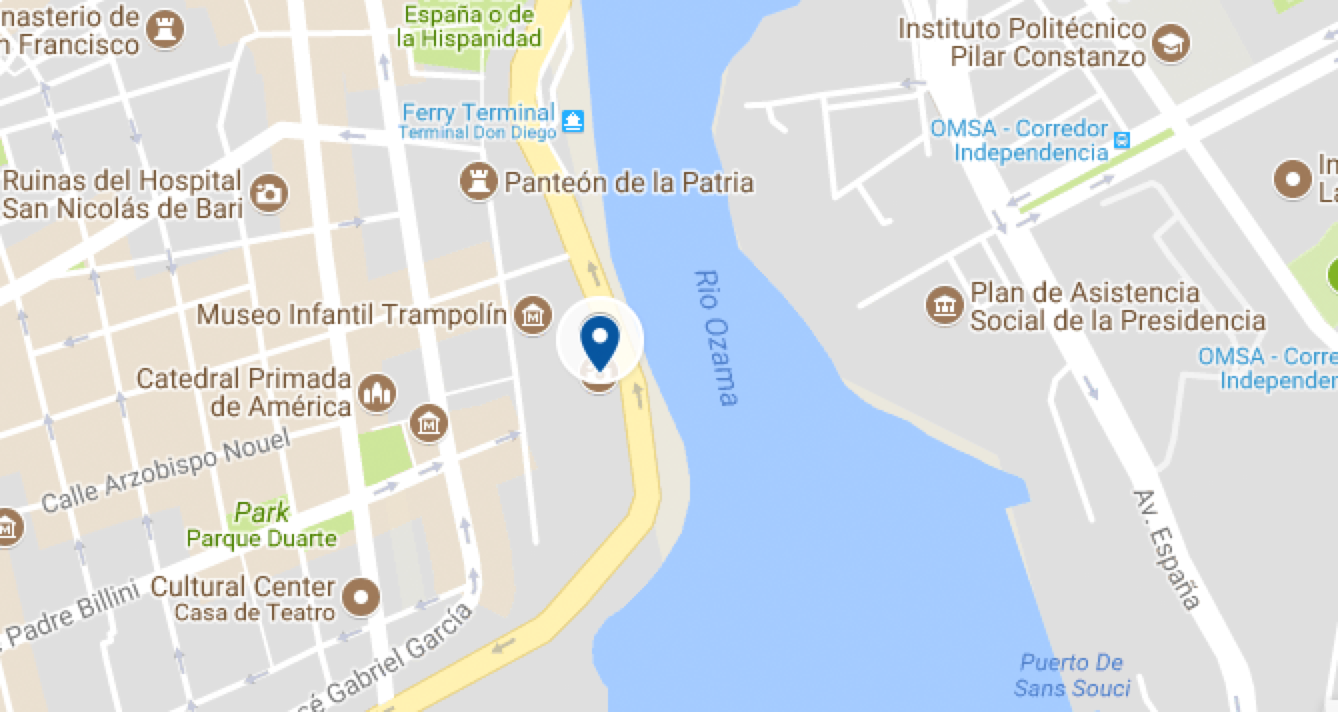 nasterio de
n Francisco
España o de
la Hispanidad
Instituto Politécnico
Pilar Constanzo
Ferry Terminal
Terminal Don Diego
OMSA - Corredor
Independencia
Ruinas del Hospital
San Nicolás de Bari
Panteón de la Patria
In
La
Museo Infantil Trampolín
Rio Ozama
Plan de Asistencia
Social de la Presidencia
OMSA - Corre
Independer
Catedral Primada
de América
Calle Arzobispo Nouel
Park
Parque Duarte
Av. España
Cultural Center
Casa de Teatro
Padre Billini
sé Gabriel García
Puerto De
Sans Souci